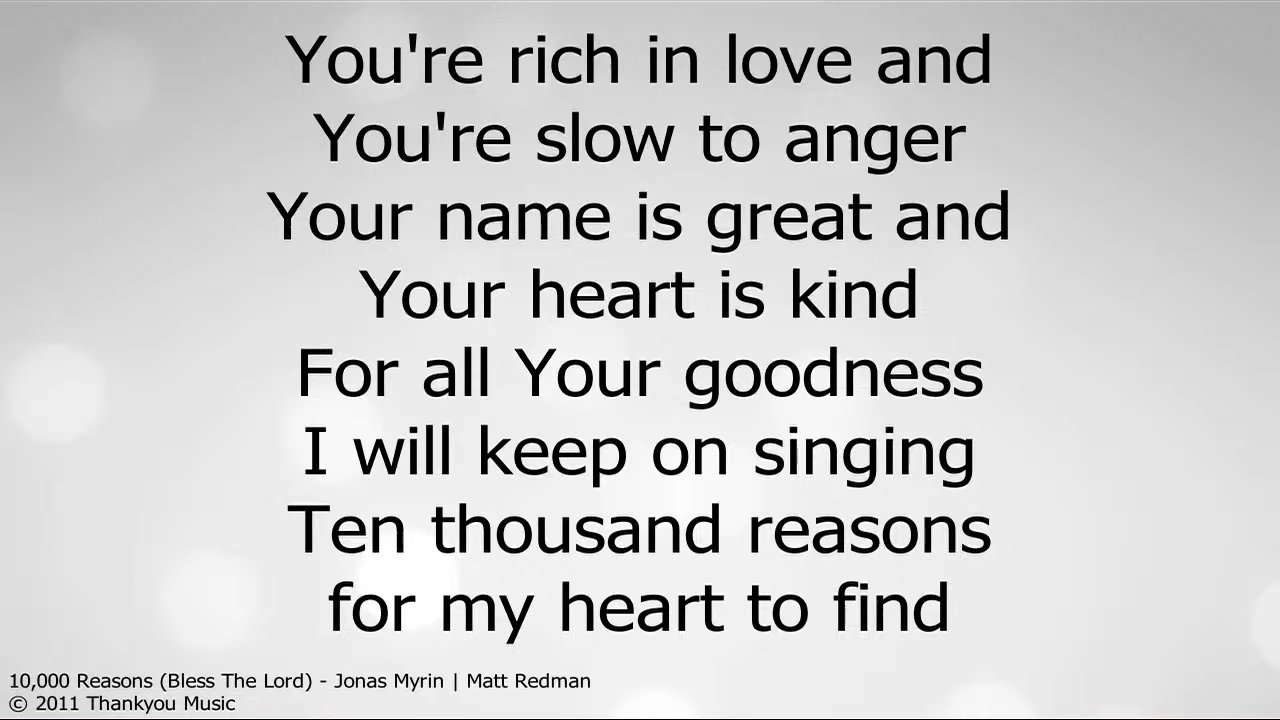 You're rich in love and
You're slow to anger
Your name is great and
Your heart is kind
For all Your goodness
I will keep on singing
Ten thousand reasons
for my heart to find
10,000 Reasons (Bless The Lord) - Jonas Myrin | Matt Redman
© 2011 Thankyou Music